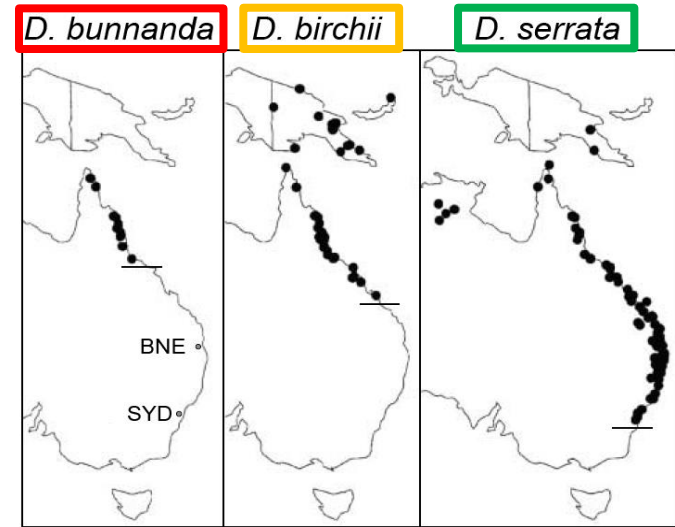 D. bunnanda
D. birchii
D. serrata
BNE
SYD